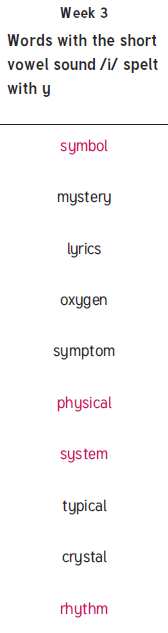 Week 3
Words with the short
vowel sound /i/ spelt
with y
symbol
mystery
lyrics
oxygen
symptom
physical
system
typical
crystal
rhythm